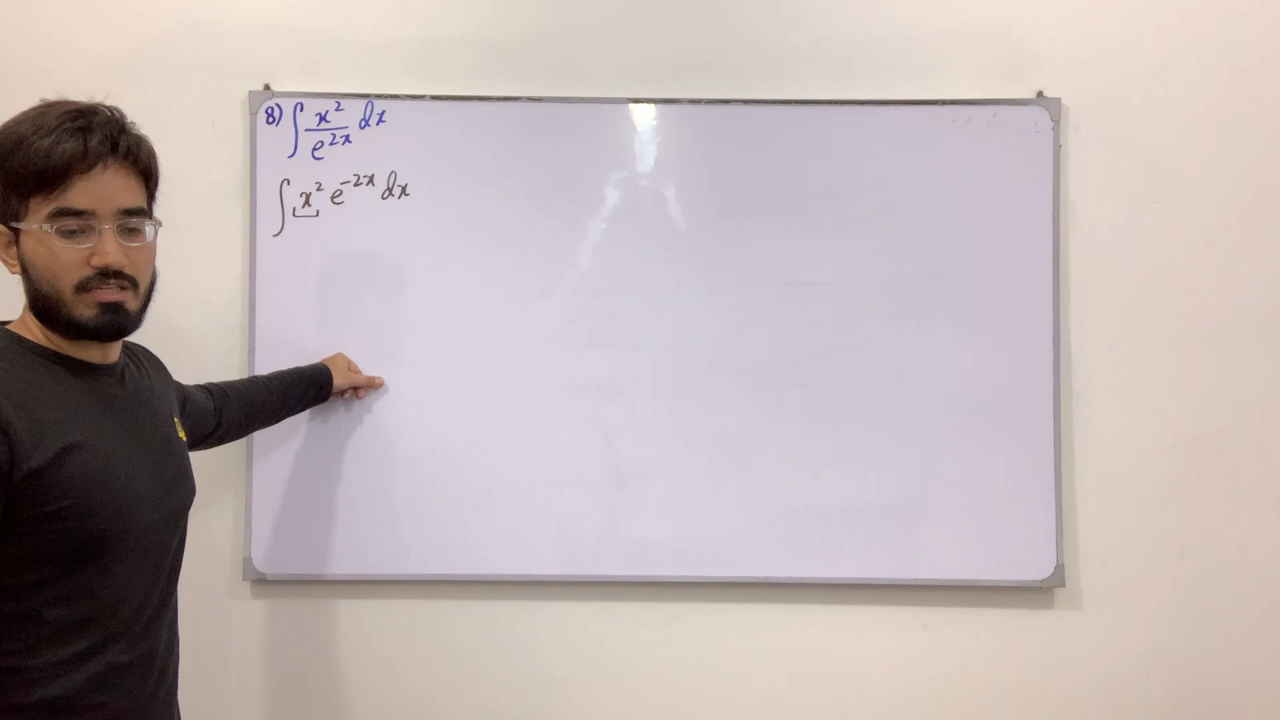 8) ∫ x²/e²ˣ dx
∫ x² e⁻²ˣ dx